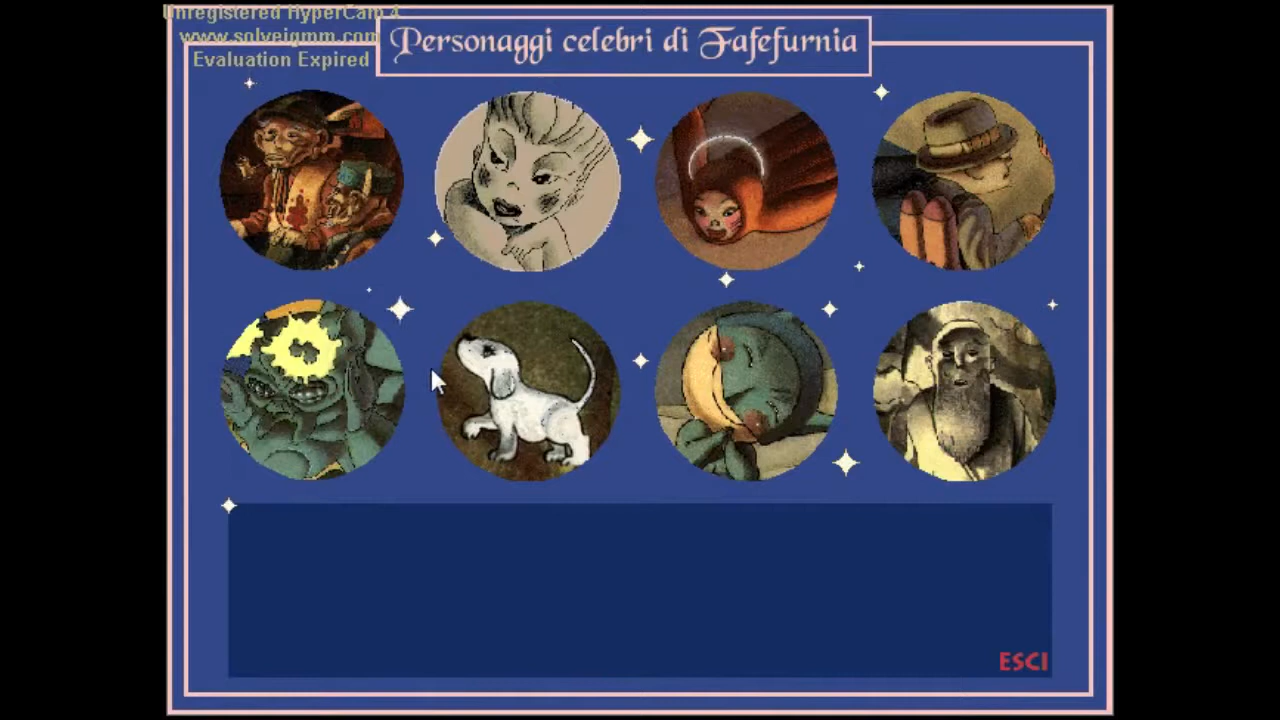 Unregistered HyperCam 4
www.solveigmm.com
Evaluation Expired
Personaggi celebri di Fafefurnia
ESCI